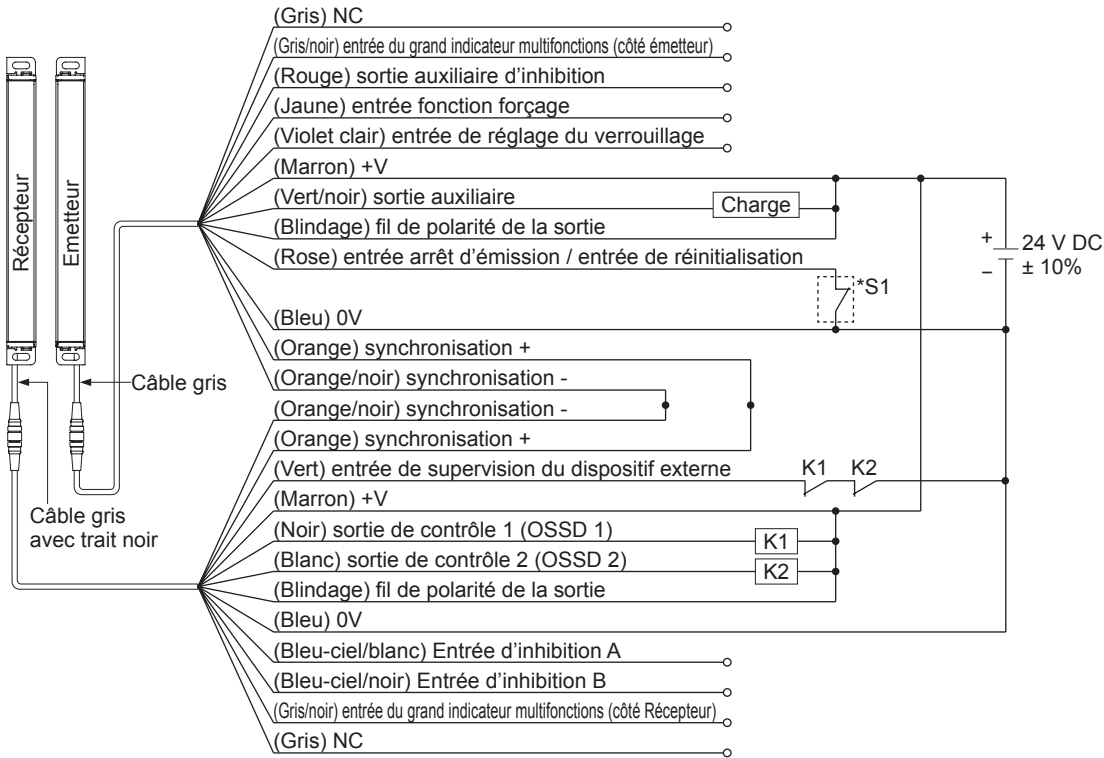 (Gris) NC
(Gris/noir) entrée du grand indicateur multifonctions (côté émetteur)
(Rouge) sortie auxiliaire d’inhibition
(Jaune) entrée fonction forçage
(Violet clair) entrée de réglage du verrouillage
(Marron) +V
(Vert/noir) sortie auxiliaire
Charge
(Blindage) fil de polarité de la sortie
(Rose) entrée arrêt d’émission / entrée de réinitialisation
*S1
+
−
24 V DC
± 10%
(Bleu) 0V
(Orange) synchronisation +
(Orange/noir) synchronisation -
(Orange/noir) synchronisation -
(Orange) synchronisation +
(Vert) entrée de supervision du dispositif externe
K1 K2
(Marron) +V
(Noir) sortie de contrôle 1 (OSSD 1)
K1
(Blanc) sortie de contrôle 2 (OSSD 2)
K2
(Blindage) fil de polarité de la sortie
(Bleu) 0V
(Bleu-ciel/blanc) Entrée d’inhibition A
(Bleu-ciel/noir) Entrée d’inhibition B
(Gris/noir) entrée du grand indicateur multifonctions (côté Récepteur)
(Gris) NC
Récepteur
Emetteur
Câble gris
Câble gris
avec trait noir